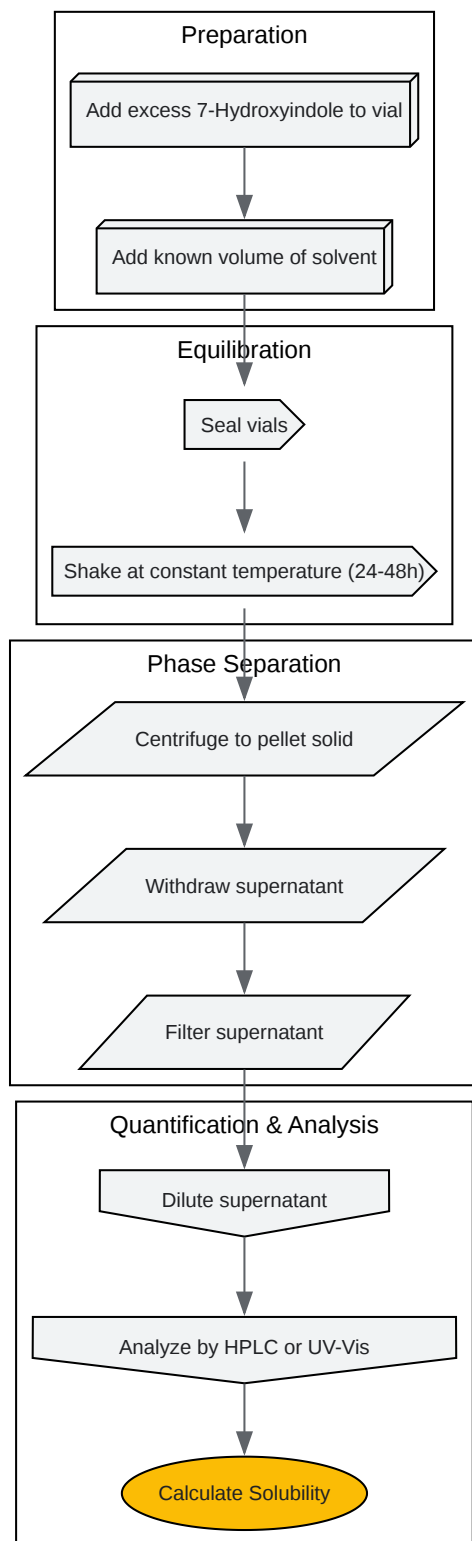 Preparation
Add excess 7-Hydroxyindole to vial
Add known volume of solvent
Equilibration
Seal vials
Shake at constant temperature (24-48h)
Phase Separation
Centrifuge to pellet solid
Withdraw supernatant
Filter supernatant
Quantification & Analysis
Dilute supernatant
Analyze by HPLC or UV-Vis
Calculate Solubility